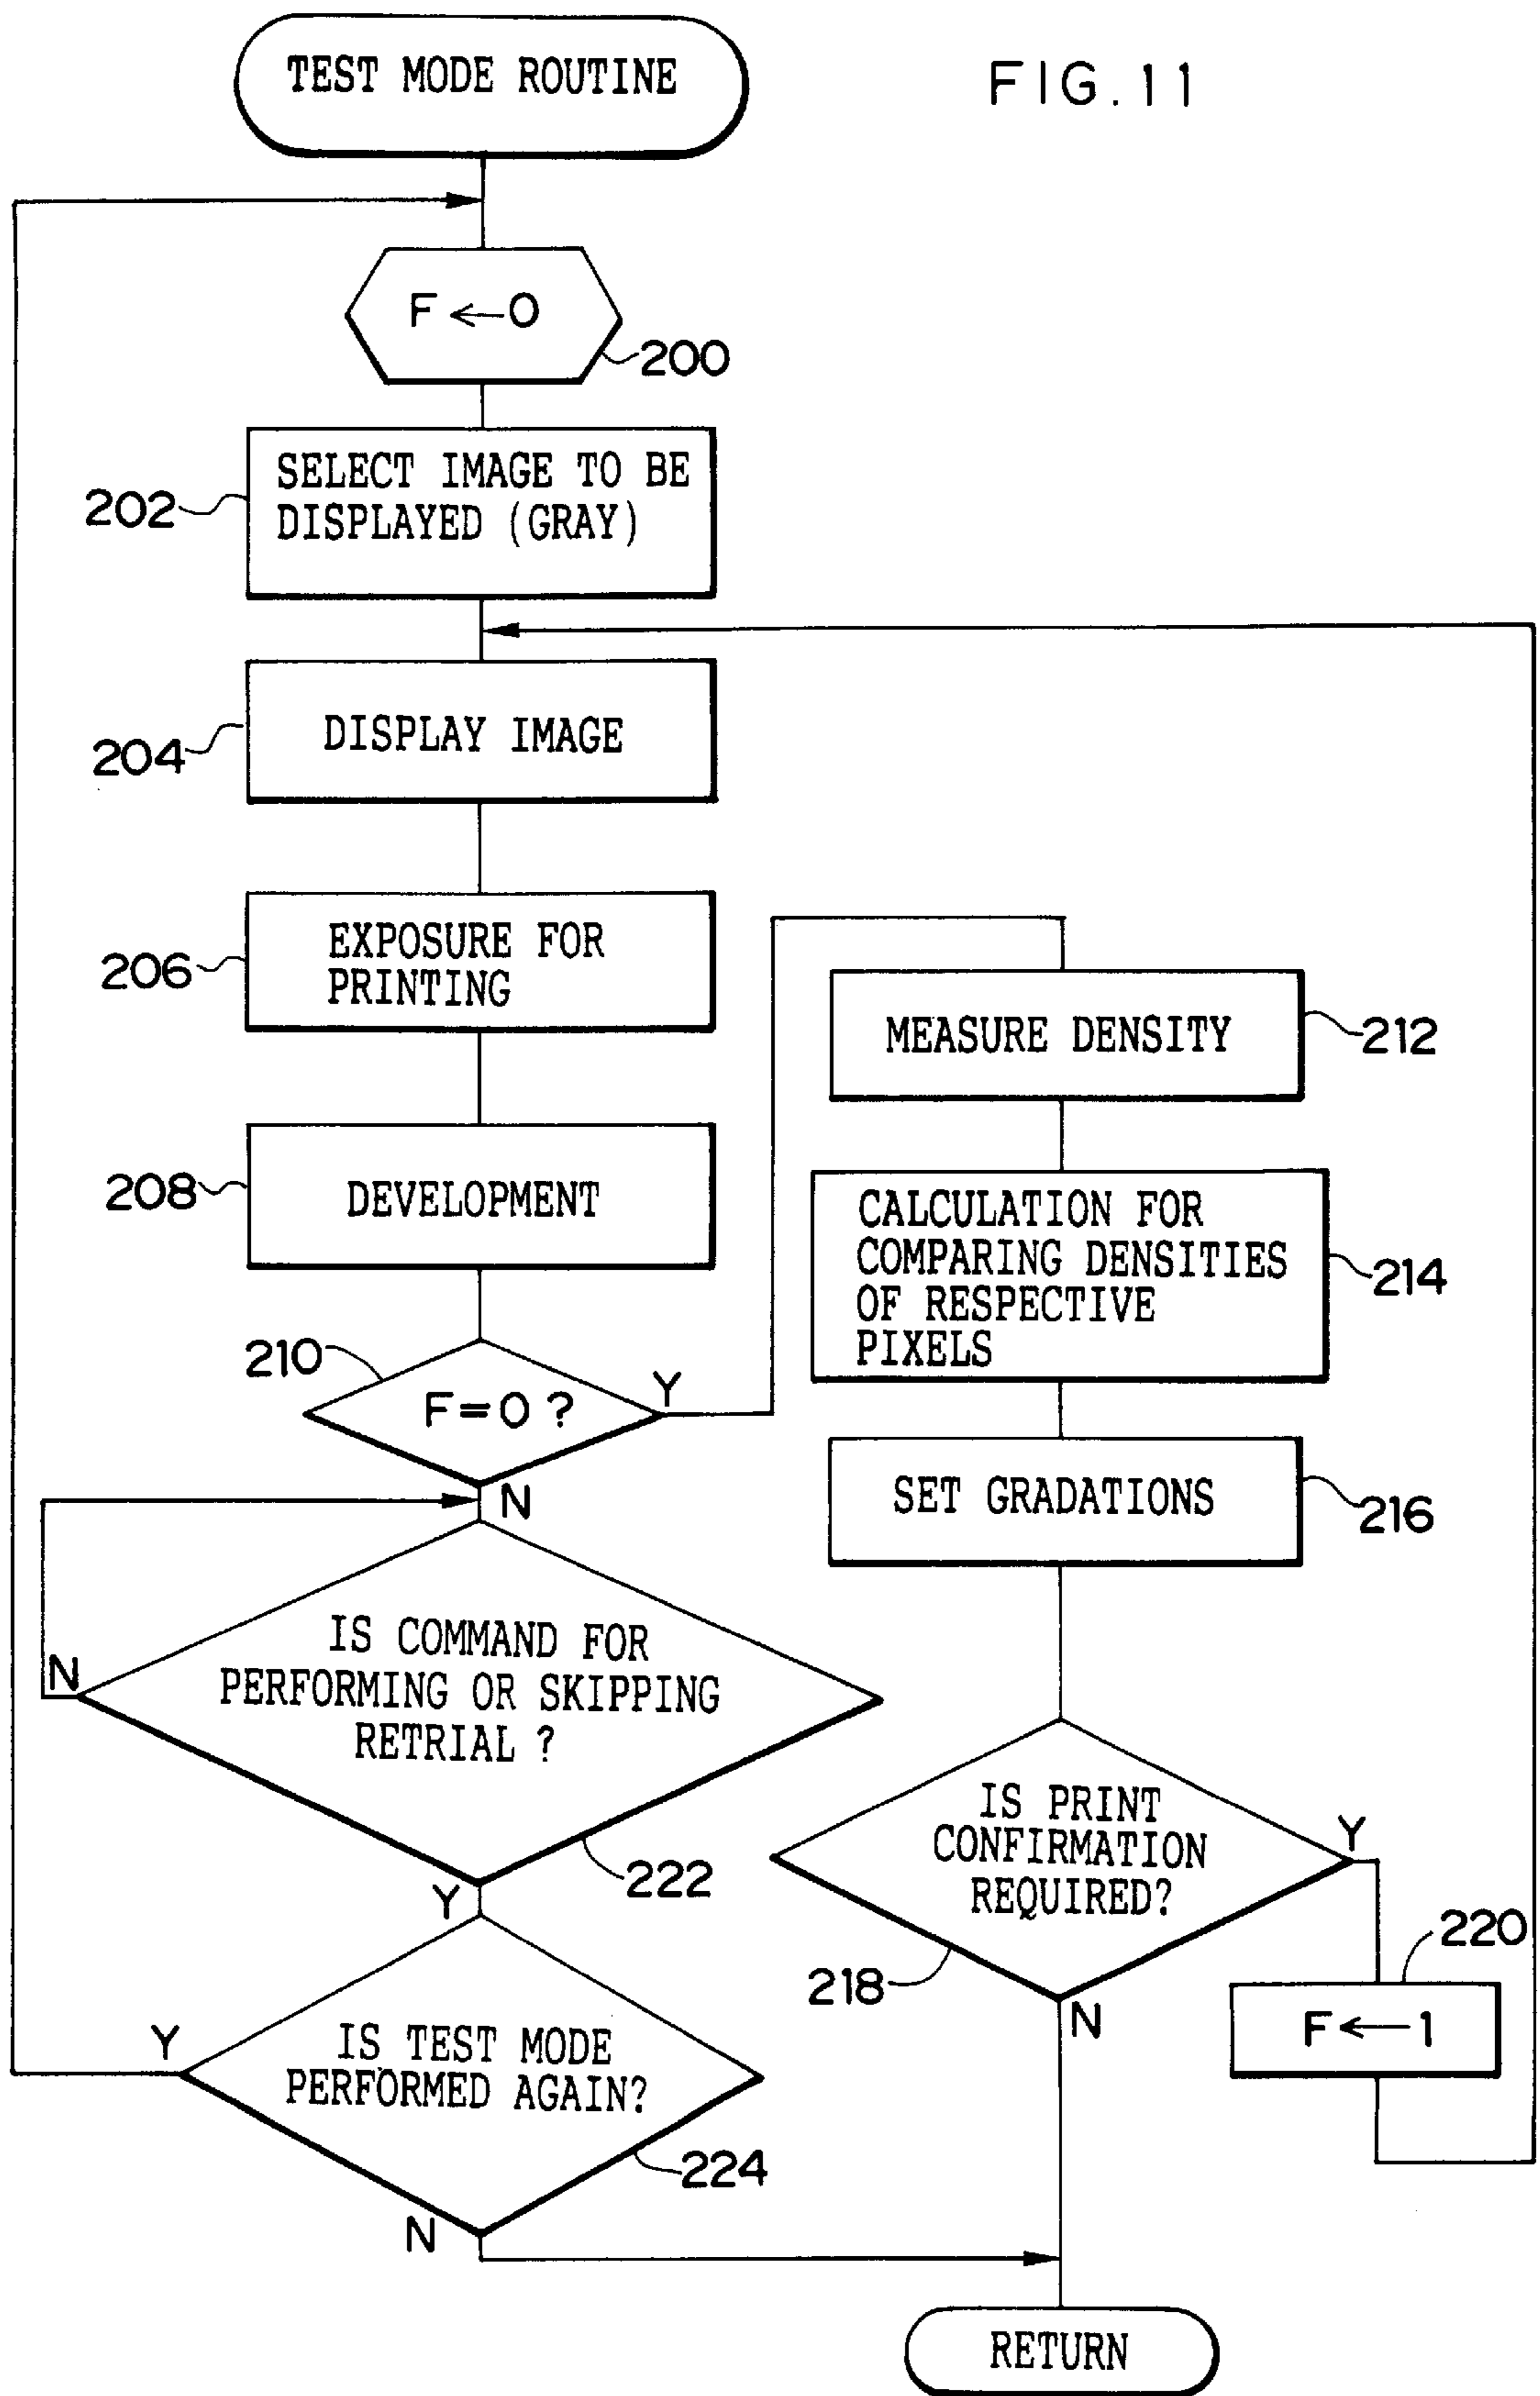 TEST MODE ROUTINE
FIG.11
F ← 0
200
SELECT IMAGE TO BE
DISPLAYED (GRAY)
202
DISPLAY IMAGE
204
EXPOSURE FOR
PRINTING
206
DEVELOPMENT
208
210
F=0 ?
Y
N
MEASURE DENSITY
212
CALCULATION FOR
COMPARING DENSITIES
OF RESPECTIVE
PIXELS
214
SET GRADATIONS
216
IS COMMAND FOR
PERFORMING OR SKIPPING
RETRIAL ?
N
222
Y
IS PRINT
CONFIRMATION
REQUIRED?
Y
218
N
220
F ← 1
IS TEST MODE
PERFORMED AGAIN?
Y
224
N
RETURN